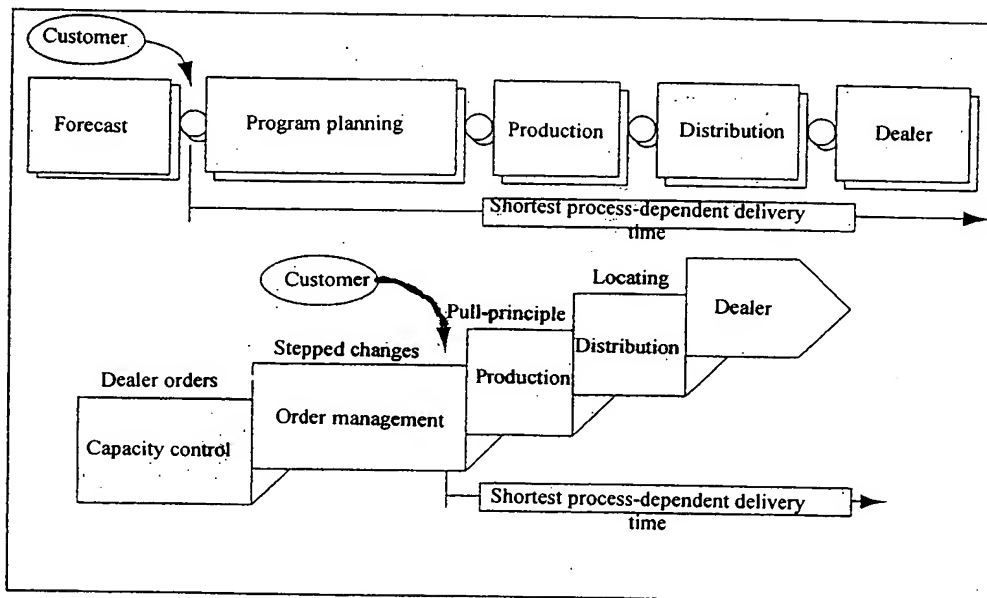 Customer
Forecast
Program planning
Production
Distribution
Dealer
Shortest process-dependent delivery
time
Customer
Locating
Dealer
Pull-principle
Distribution
Stepped changes
Production
Dealer orders
Order management
Capacity control
Shortest process-dependent delivery
time